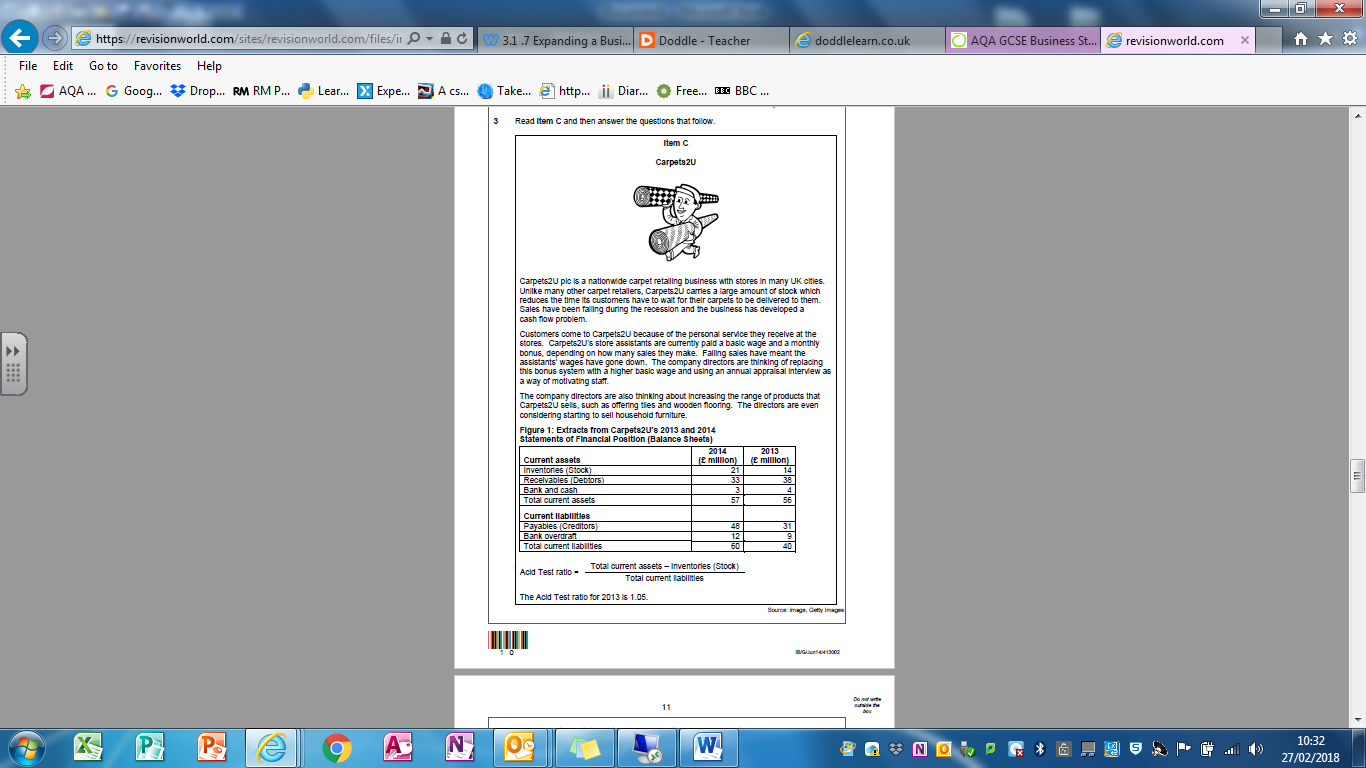 https://revisionworld.com/sites/revisionworld.com/files/ir
3.1 .7 Expanding a Busi...
Doddle - Teacher
doddlelearn.co.uk
AQA GCSE Business St...
revisionworld.com
File Edit Go to Favorites Help
AQA ... Goog... Drop... RM P... Lear... Expe... A cs... Take... http... Diar... Free... BBC ...
3 Read Item C and then answer the questions that follow.
Item C
Carpets2U
Carpets2U plc is a nationwide carpet retailing business with stores in many UK cities.
Unlike many other carpet retailers, Carpets2U carries a large amount of stock which
reduces the time its customers have to wait for their carpets to be delivered to them.
Sales have been falling during the recession and the business has developed a
cash flow problem.
Customers come to Carpets2U because of the personal service they receive at the
stores. Carpets2U's store assistants are currently paid a basic wage and a monthly
bonus, depending on how many sales they make. Falling sales have meant the
assistants' wages have gone down. The company directors are thinking of replacing
this bonus system with a higher basic wage and using an annual appraisal interview as
a way of motivating staff.
The company directors are also thinking about increasing the range of products that
Carpets2U sells, such as offering tiles and wooden flooring. The directors are even
considering starting to sell household furniture.
Figure 1: Extracts from Carpets2U's 2013 and 2014
Statements of Financial Position (Balance Sheets)
Current assets 2014 (£ million) 2013 (£ million)
Inventories (Stock) 21 14
Receivables (Debtors) 33 38
Bank and cash 3 4
Total current assets 57 56
Current liabilities
Payables (Creditors) 48 31
Bank overdraft 12 9
Total current liabilities 60 40
Acid Test ratio = Total current assets – Inventories (Stock)
Total current liabilities
The Acid Test ratio for 2013 is 1.05.
Source: image, Getty Images
1 0
IB/G/Jun14/413002
11
Do not write
outside the
box
10:32
27/02/2018